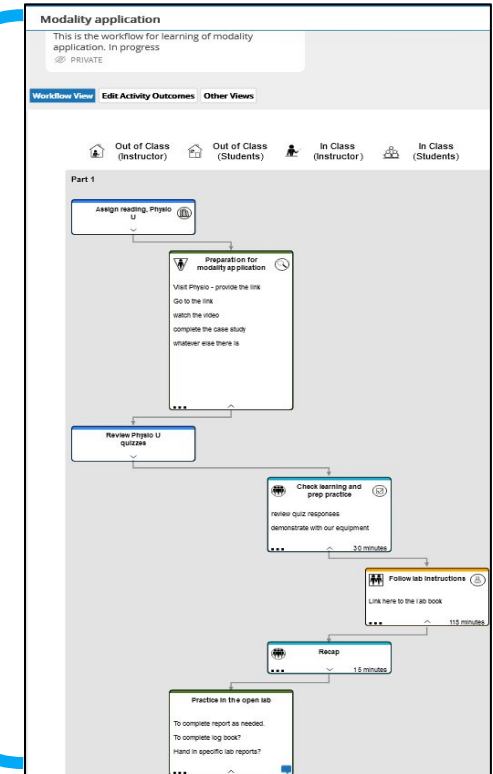 Modality application
This is the workflow for learning of modality
application. In progress
PRIVATE
Workflow View Edit Activity Outcomes Other Views
Out of Class
(Instructor)
Out of Class
(Students)
In Class
(Instructor)
In Class
(Students)
Part 1
Assign reading, Physio
U
Preparation for
modality application
Visit Physio - provide the link
Go to the link
watch the video
complete the case study
whatever else there is
Review Physio U
quizzes
Check learning and
prep practice
review quiz responses
demonstrate with our equipment
30 minutes
Follow lab instructions
Link here to the lab book
115 minutes
Recap
15 minutes
Practice in the open lab
To complete report as needed.
To complete log book?
Hand in specific lab reports?